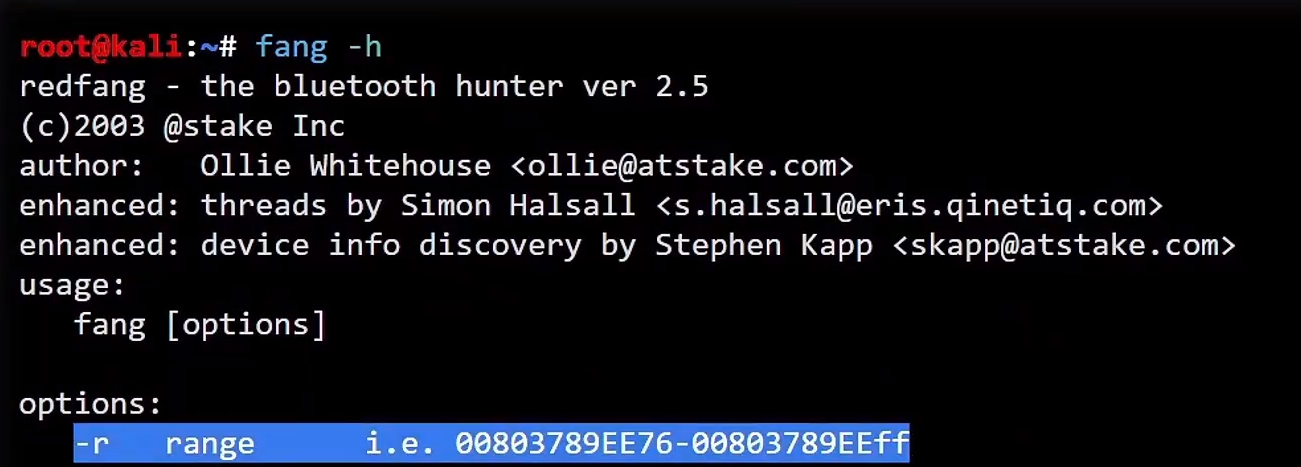 root@kali:~# fang -h
redfang - the bluetooth hunter ver 2.5
(c)2003 @stake Inc
author:   Ollie Whitehouse <ollie@atstake.com>
enhanced: threads by Simon Halsall <s.halsall@eris.qinetiq.com>
enhanced: device info discovery by Stephen Kapp <skapp@atstake.com>
usage:
   fang [options]

options:
   -r   range      i.e. 00803789EE76-00803789EEff